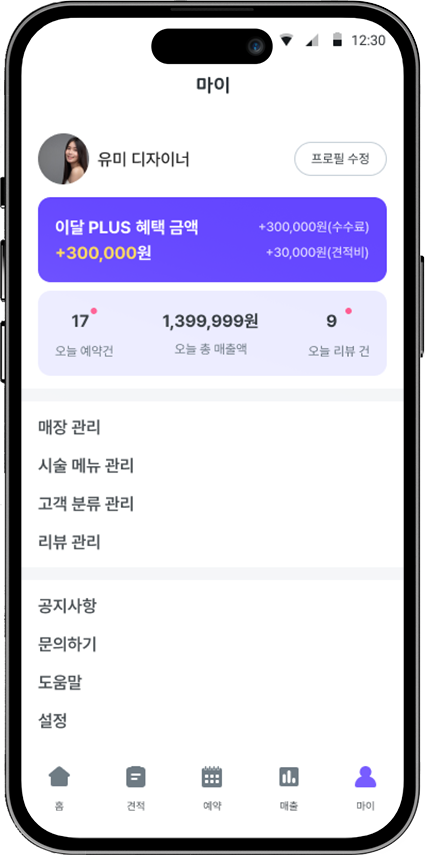 12:30
마이
유미 디자이너
프로필 수정
이달 PLUS 혜택 금액
+300,000원(수수료)
+300,000원
+30,000원(견적비)
17
1,399,999원
9
오늘 예약건
오늘 총 매출액
오늘 리뷰 건
매장 관리
시술 메뉴 관리
고객 분류 관리
리뷰 관리
공지사항
문의하기
도움말
설정
홈
견적
예약
매출
마이